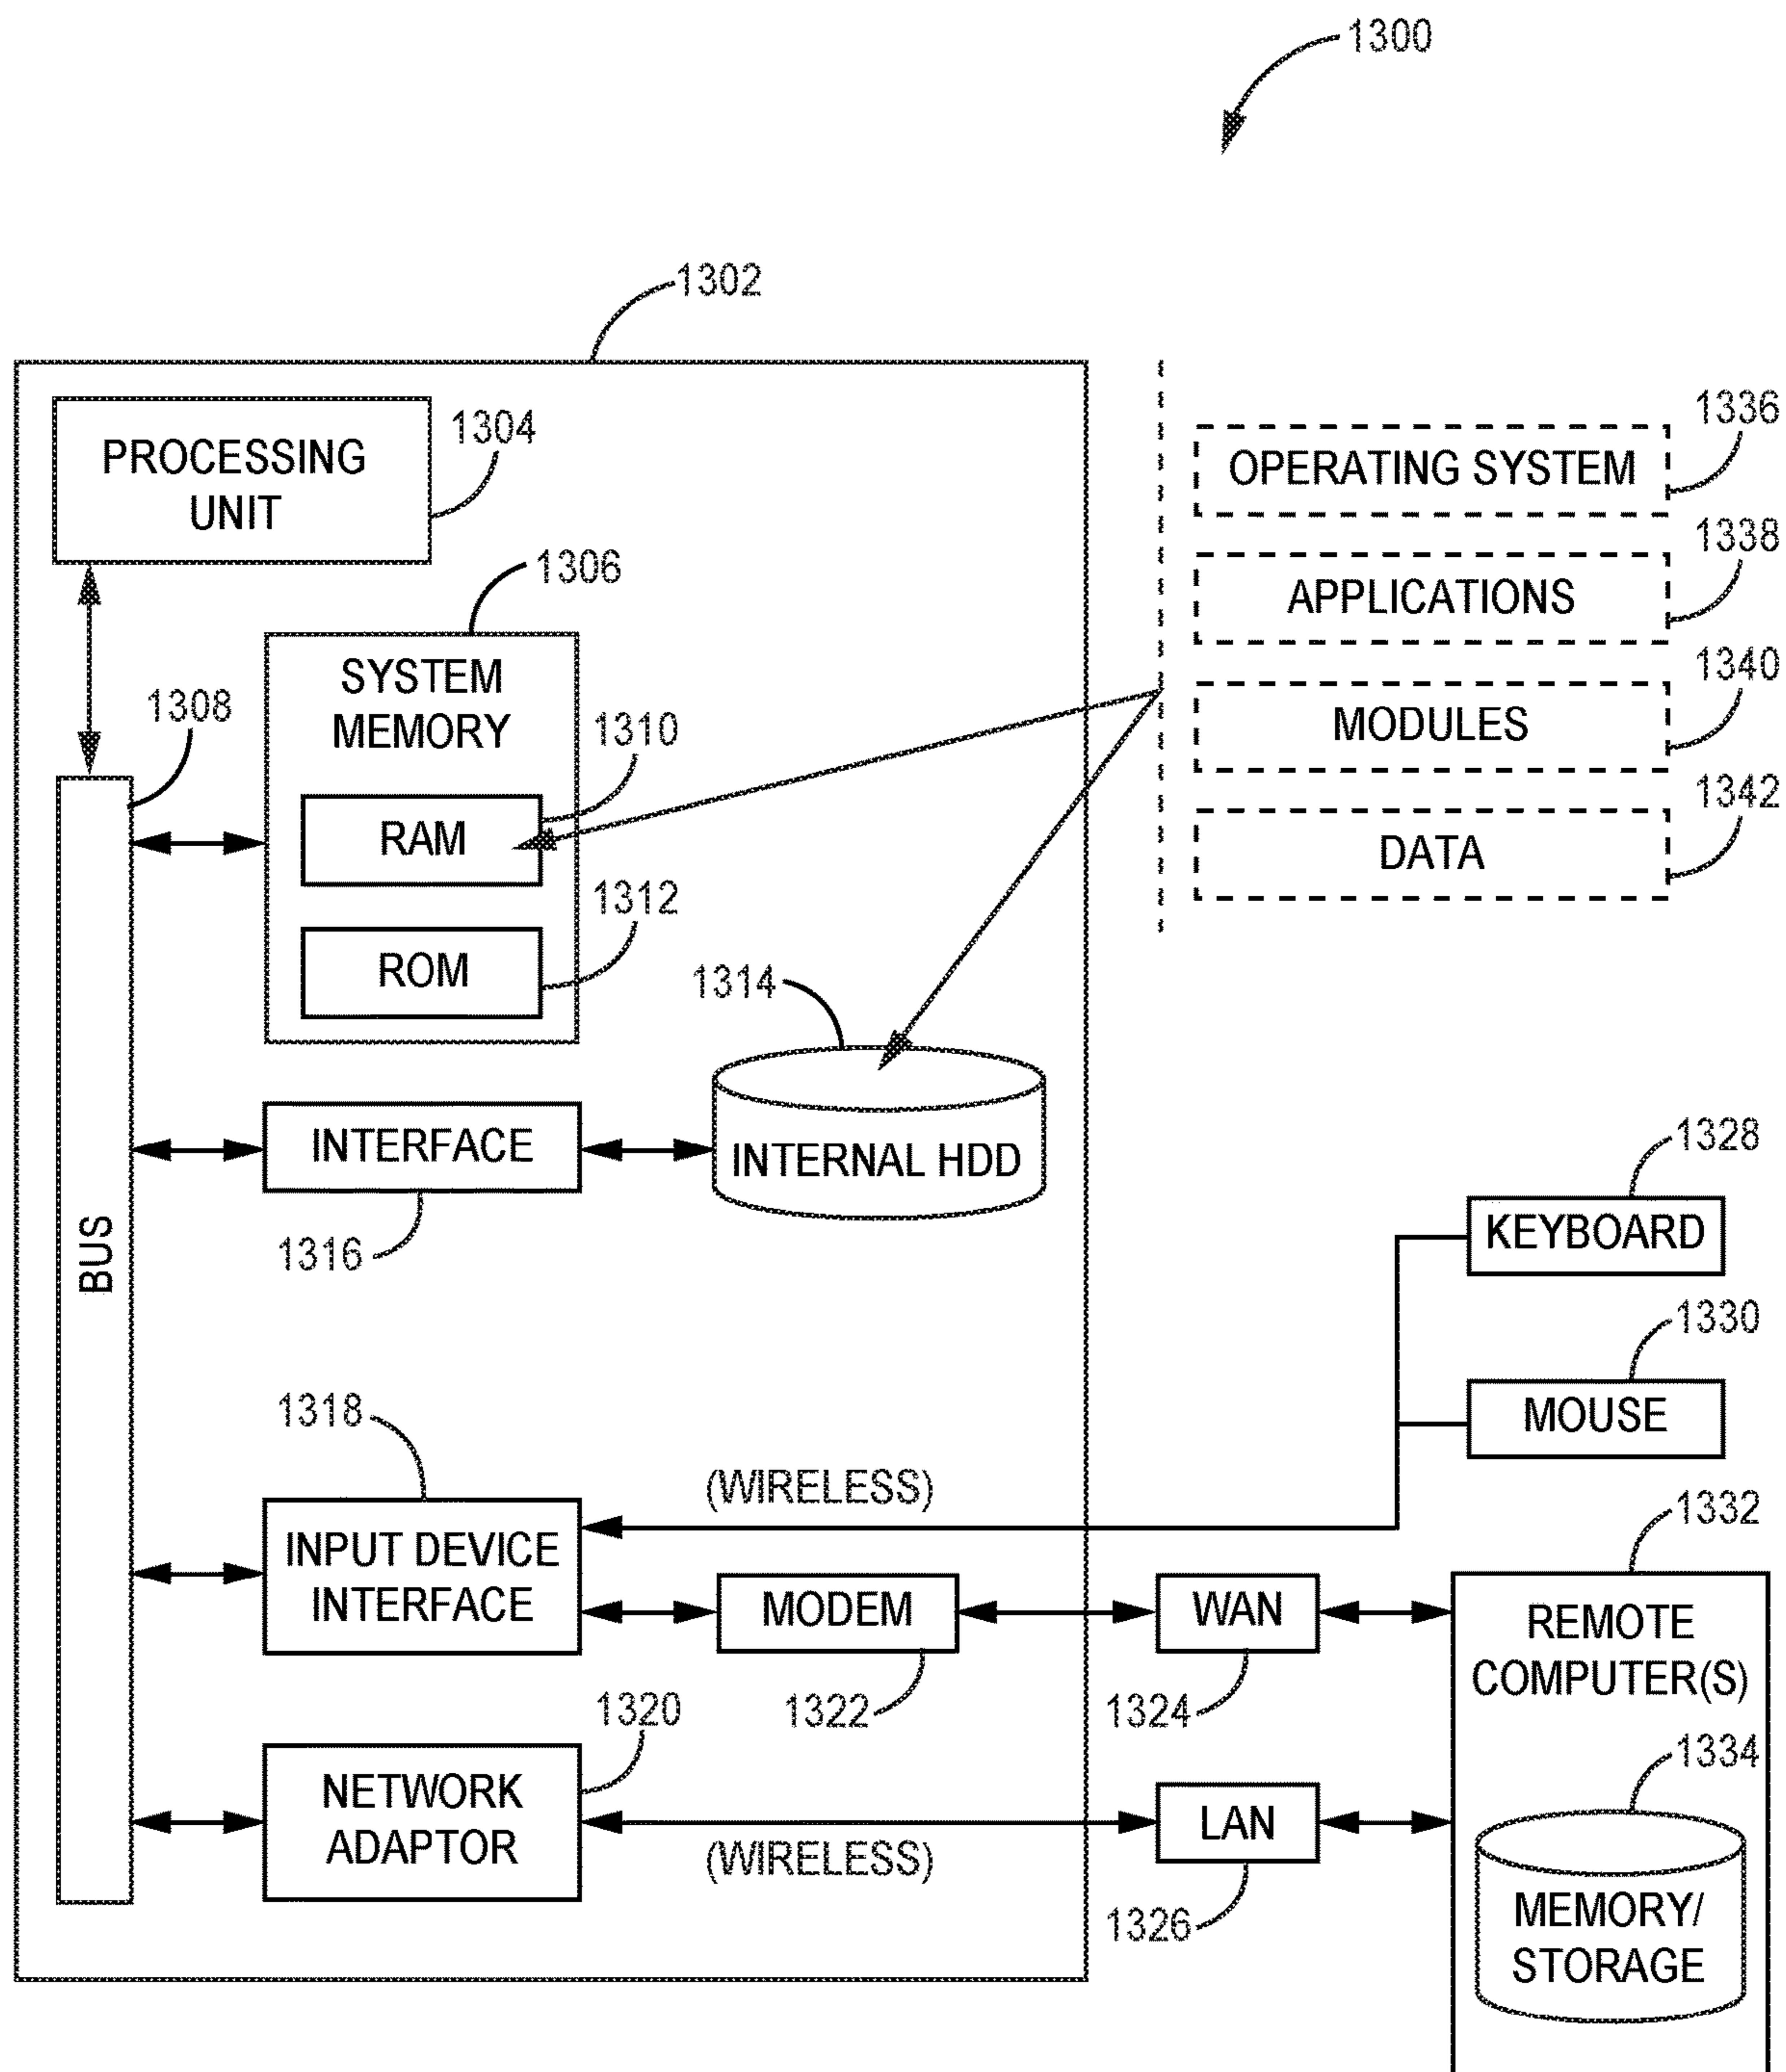 1300
1302
PROCESSING
UNIT
1304
1306
SYSTEM
MEMORY
1308
1310
RAM
1312
ROM
1314
INTERFACE
INTERNAL HDD
1316
BUS
1318
(WIRELESS)
INPUT DEVICE
INTERFACE
MODEM
1322
1320
NETWORK
ADAPTOR
(WIRELESS)
1336
OPERATING SYSTEM
1338
APPLICATIONS
1340
MODULES
1342
DATA
1328
KEYBOARD
1330
MOUSE
1332
WAN
1324
REMOTE
COMPUTER(S)
1334
LAN
1326
MEMORY/
STORAGE